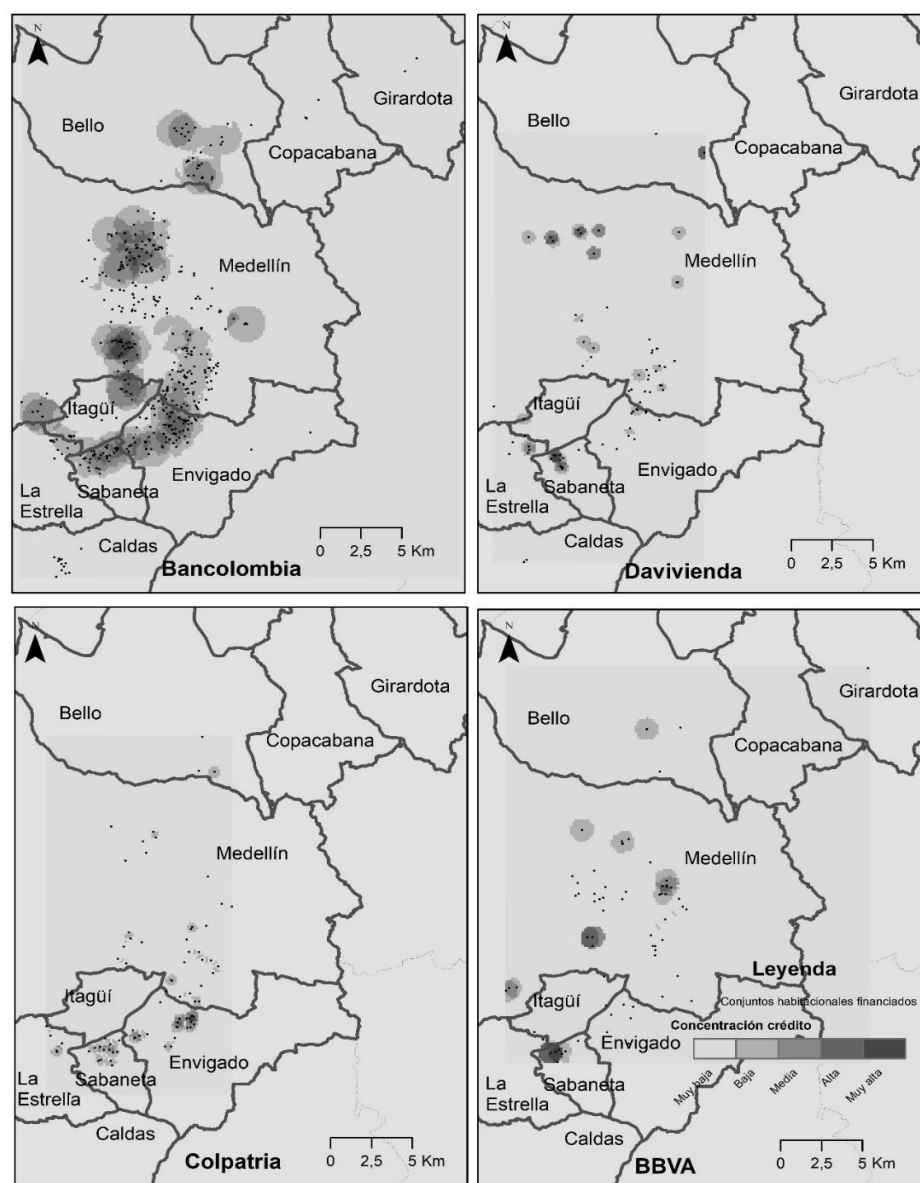 N
Bello
Girardota
Copacabana
Medellín
Itagüí
Envigado
La
Estrella
Sabaneta
Caldas
0 2,5 5 Km
Bancolombia
N
Bello
Girardota
Copacabana
Medellín
Itagüí
Envigado
La
Estrella
Sabaneta
Caldas
0 2,5 5 Km
Davivienda
N
Bello
Girardota
Copacabana
Medellín
Itagüí
Envigado
La
Estrella
Sabaneta
Caldas
0 2,5 5 Km
Colpatria
N
Bello
Girardota
Copacabana
Medellín
Leyenda
Itagüí
Conjuntos habitacionales financiados
Envigado
Concentración crédito
Muy baja
Baja
Media
Alta
Muy alta
La
Estrella
Sabaneta
Caldas
0 2,5 5 Km
BBVA